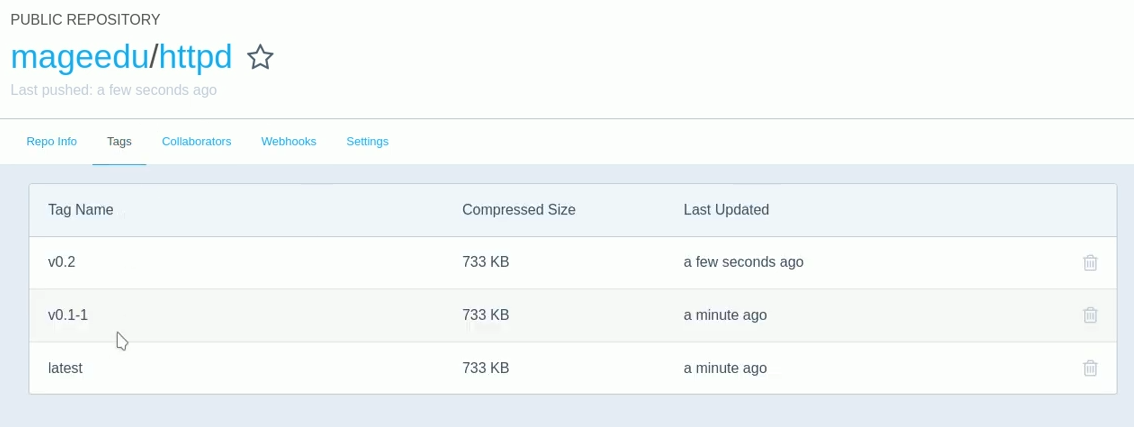 PUBLIC REPOSITORY
mageedu/httpd
Last pushed: a few seconds ago
Repo Info Tags Collaborators Webhooks Settings
Tag Name Compressed Size Last Updated
v0.2 733 KB a few seconds ago
v0.1-1 733 KB a minute ago
latest 733 KB a minute ago